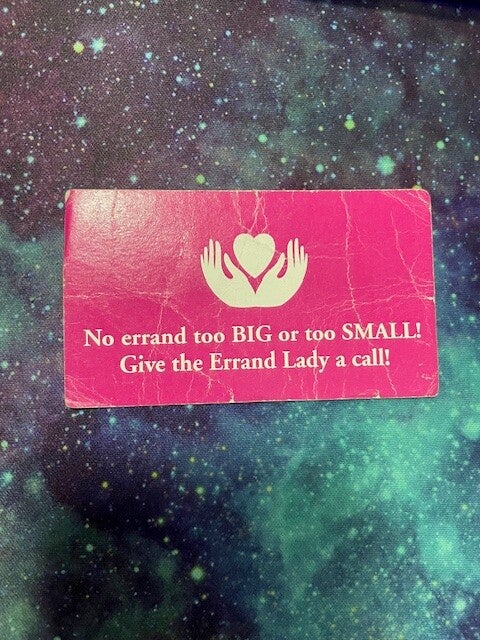 No errand too BIG or too SMALL!
Give the Errand Lady a call!